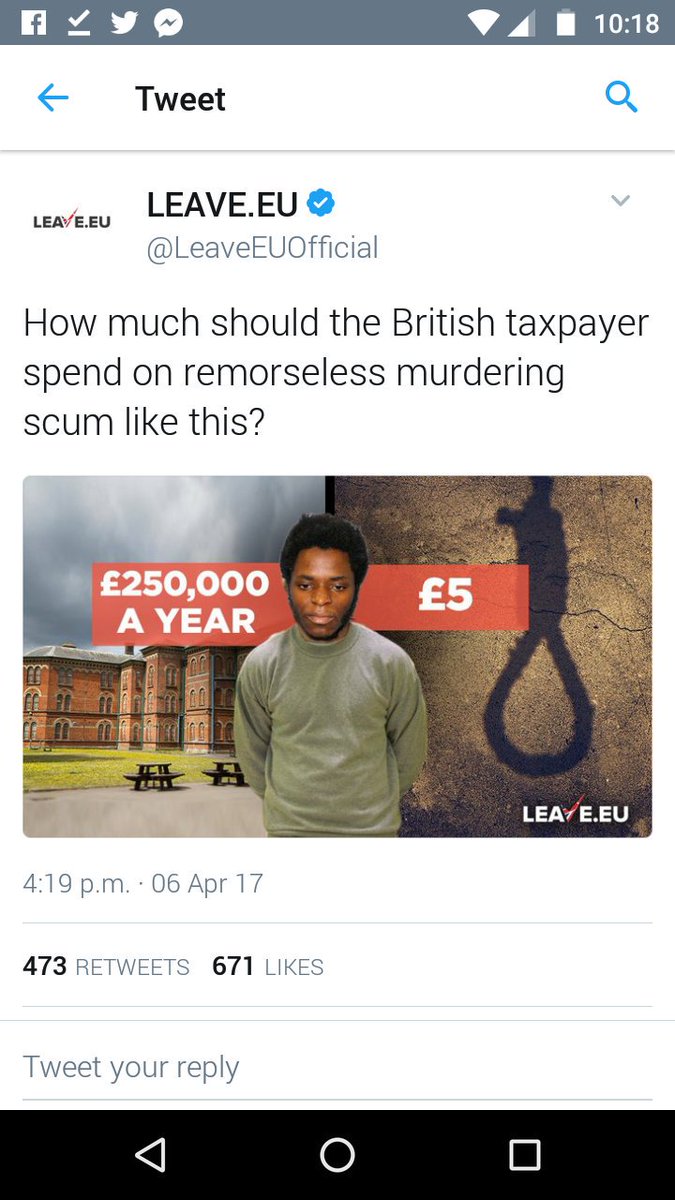 10:18
Tweet
LEAVE.EU
LEAVE.EU
@LeaveEUOfficial
How much should the British taxpayer
spend on remorseless murdering
scum like this?
£250,000
A YEAR
£5
LEAVE.EU
4:19 p.m. · 06 Apr 17
473 RETWEETS 671 LIKES
Tweet your reply